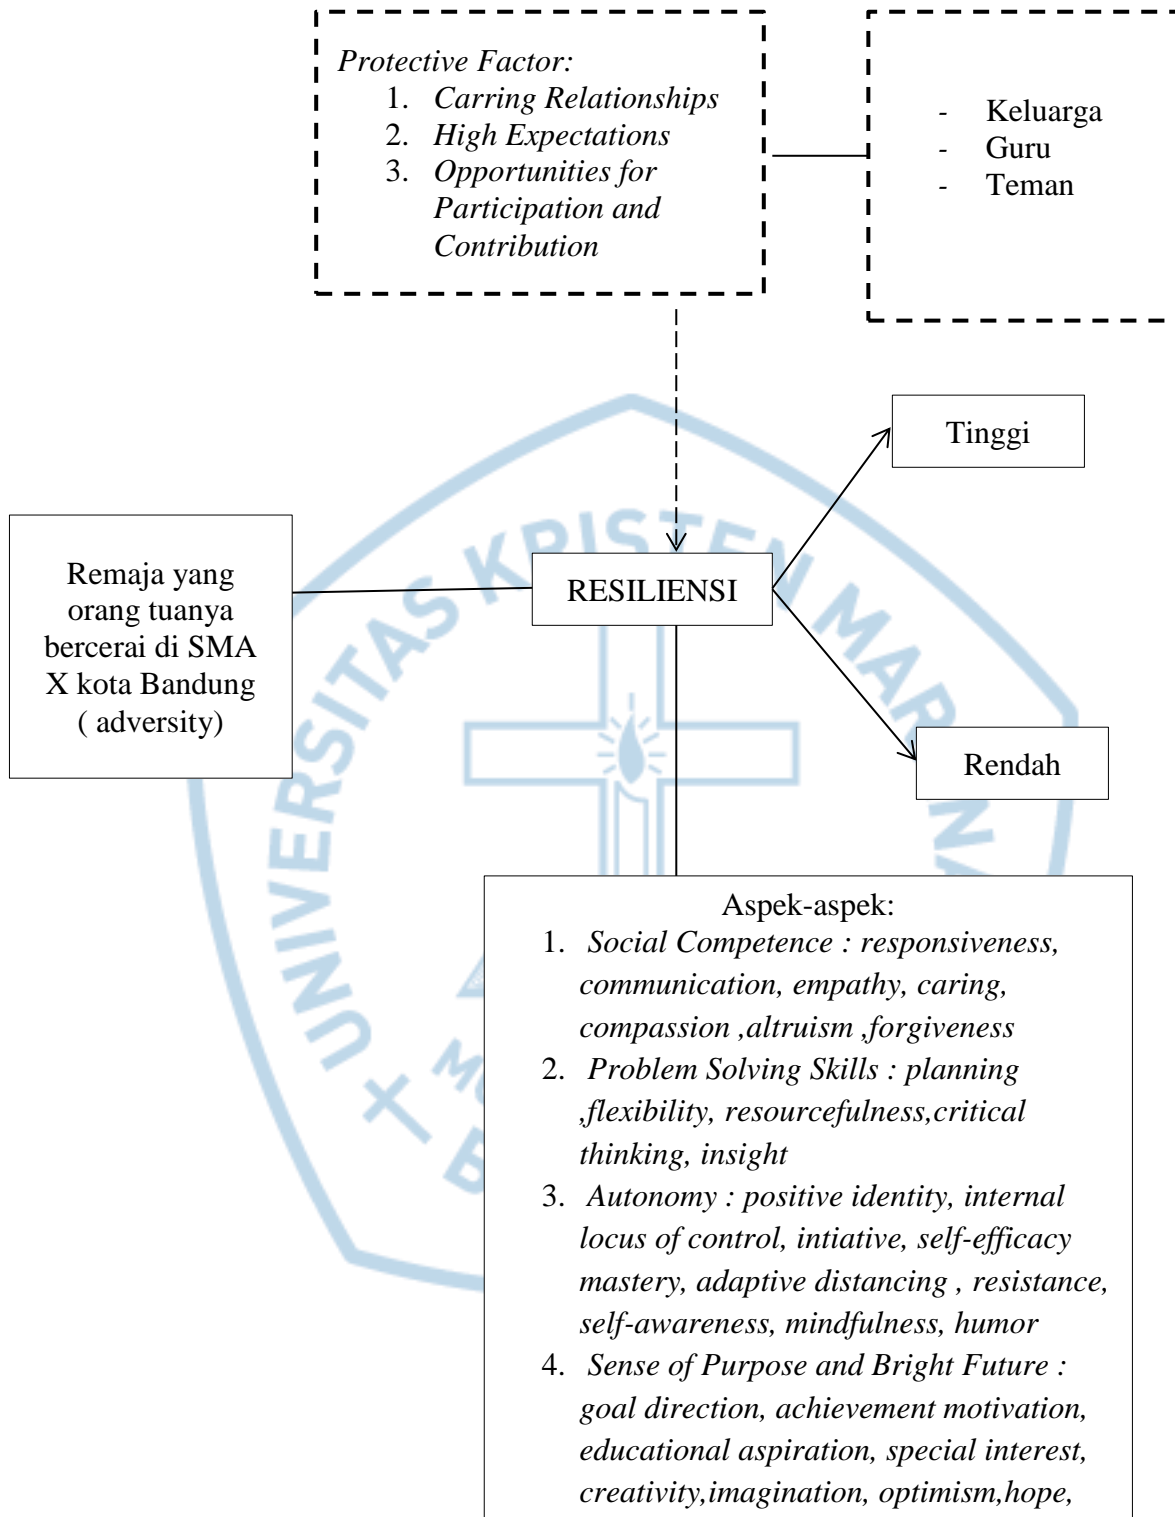 Protective Factor:
1. Carring Relationships
2. High Expectations
3. Opportunities for
Participation and
Contribution
- Keluarga
- Guru
- Teman
Tinggi
Remaja yang
orang tuanya
bercerai di SMA
X kota Bandung
( adversity)
RESILIENSI
Rendah
Aspek-aspek:
1. Social Competence : responsiveness,
communication, empathy, caring,
compassion ,altruism ,forgiveness
2. Problem Solving Skills : planning
,flexibility, resourcefulness,critical
thinking, insight
3. Autonomy : positive identity, internal
locus of control, intiative, self-efficacy
mastery, adaptive distancing , resistance,
self-awareness, mindfulness, humor
4. Sense of Purpose and Bright Future :
goal direction, achievement motivation,
educational aspiration, special interest,
creativity,imagination, optimism,hope,
UNIVERSITAS KRISTEN MARANA